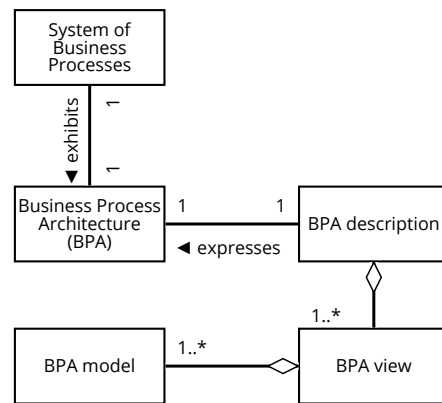 System of
Business
Processes
◄ exhibits
1
1
Business Process
Architecture
(BPA)
1
1
◄ expresses
BPA description
1..*
BPA model
1..*
BPA view